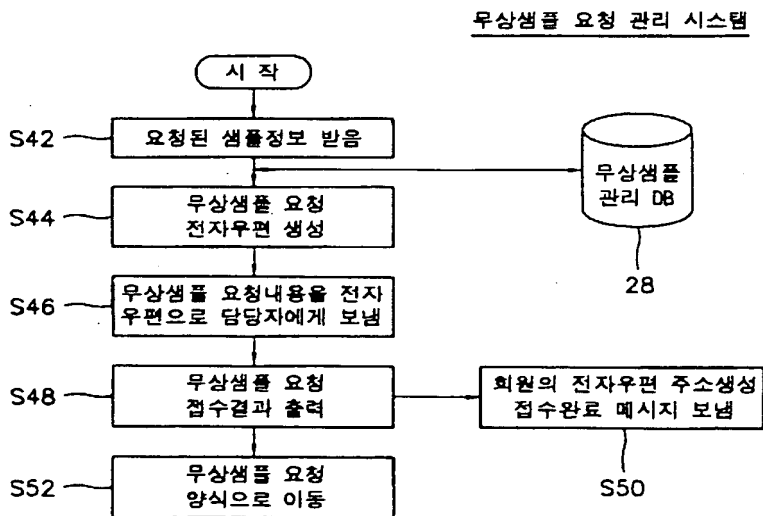 무상샘플 요청 관리 시스템
시 작
S42
요청된 샘플정보 받음
무상샘플
관리 DB
28
S44
무상샘플 요청
전자우편 생성
S46
무상샘플 요청내용을 전자
우편으로 담당자에게 보냄
S48
무상샘플 요청
접수결과 출력
회원의 전자우편 주소생성
접수완료 메시지 보냄
S50
S52
무상샘플 요청
양식으로 이동